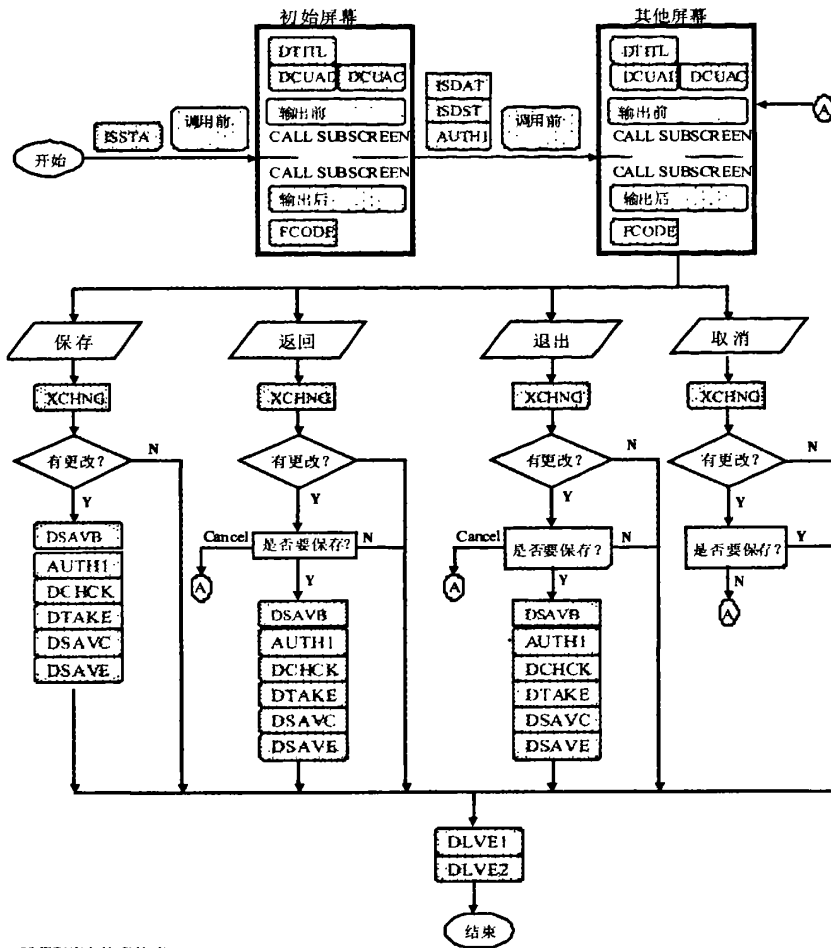 初始屏幕
其他屏幕
DTITL
DCUAD DCUAC
输出前
CALL SUBSCREEN
CALL SUBSCREEN
输出后
FCODE
开始
ISSTA
调用前
ISDAT
ISDST
AUTH1
调用前
DTITL
DCUAD DCUAC
输出前
CALL SUBSCREEN
CALL SUBSCREEN
输出后
FCODE
A
保存
返回
退出
取消
XCHNG
XCHNG
XCHNG
XCHNG
有更改?
N
有更改?
有更改?
N
有更改?
N
Y
Y
Y
Y
DSAVB
AUTH1
DCHCK
DTAKE
DSAVC
DSAVE
Cancel
是否要保存?
N
A
Y
DSAVB
AUTH1
DCHCK
DTAKE
DSAVC
DSAVE
Cancel
是否要保存?
N
A
Y
DSAVB
AUTH1
DCHCK
DTAKE
DSAVC
DSAVE
是否要保存?
Y
N
A
DLVE1
DLVE2
结束